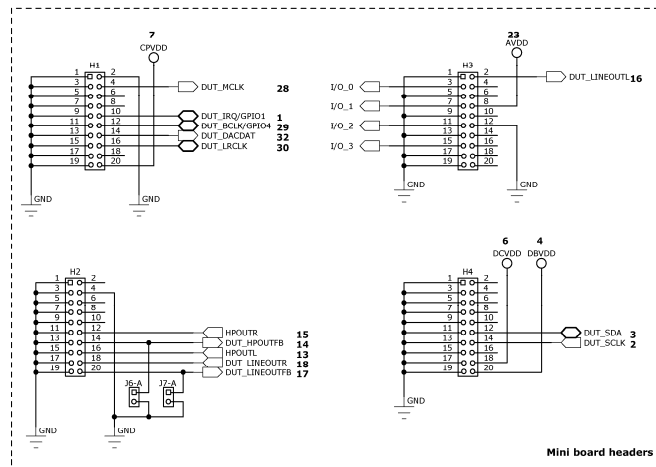 7
CPVDD
H1
1 2
3 4 DUT_MCLK 28
5 6
7 8
9 10 DUT_IRQ/GPIO1 1
11 12 DUT_BCLK/GPIO4 29
13 14 DUT_DACDAT 32
15 16 DUT_LRCLK 30
17 18
19 20
GND GND
23
AVDD
H3
1 2 DUT_LINEOUTL 16
I/O_0 3 4
5 6
I/O_1 7 8
9 10
I/O_2 11 12
13 14
I/O_3 15 16
17 18
19 20
GND GND
H2
1 2
3 4
5 6
7 8
9 10
11 12 HPOUTR 15
13 14 DUT_HPOUTFB 14
15 16 HPOUTL 13
17 18 DUT_LINEOUTR 18
19 20 DUT_LINEOUTFB 17
J6-A J7-A
GND GND
6 4
DCVDD DBVDD
H4
1 2
3 4
5 6
7 8
9 10
11 12 DUT_SDA 3
13 14 DUT_SCLK 2
15 16
17 18
19 20
GND
Mini board headers